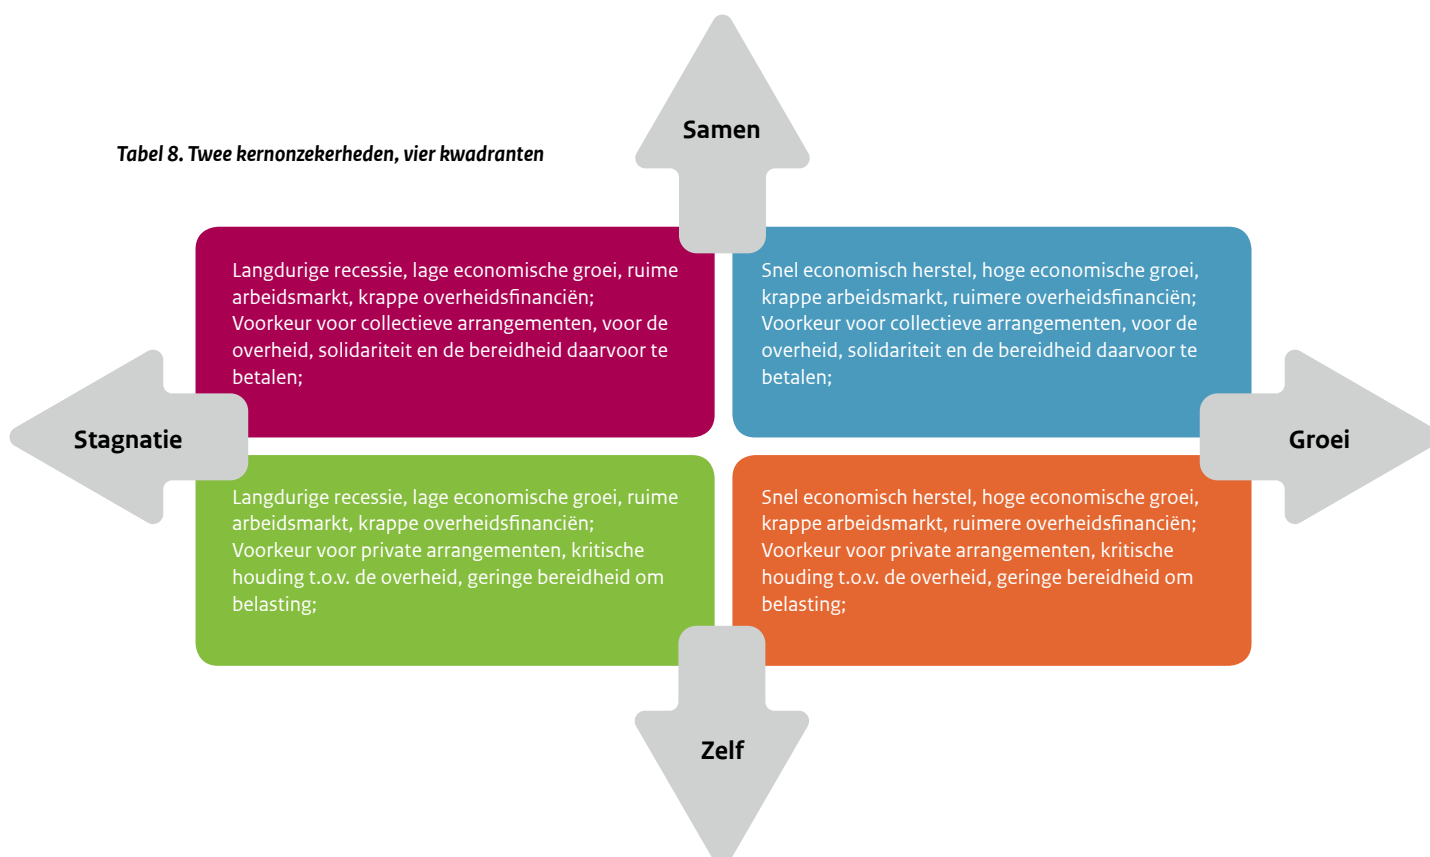 Samen
Tabel 8. Twee kernonzekerheden, vier kwadranten
Langdurige recessie, lage economische groei, ruime
arbeidsmarkt, krappe overheidsfinanciën;
Voorkeur voor collectieve arrangementen, voor de
overheid, solidariteit en de bereidheid daarvoor te
betalen;
Snel economisch herstel, hoge economische groei,
krappe arbeidsmarkt, ruimere overheidsfinanciën;
Voorkeur voor collectieve arrangementen, voor de
overheid, solidariteit en de bereidheid daarvoor te
betalen;
Stagnatie
Groei
Langdurige recessie, lage economische groei, ruime
arbeidsmarkt, krappe overheidsfinanciën;
Voorkeur voor private arrangementen, kritische
houding t.o.v. de overheid, geringe bereidheid om
belasting;
Snel economisch herstel, hoge economische groei,
krappe arbeidsmarkt, ruimere overheidsfinanciën;
Voorkeur voor private arrangementen, kritische
houding t.o.v. de overheid, geringe bereidheid om
belasting;
Zelf